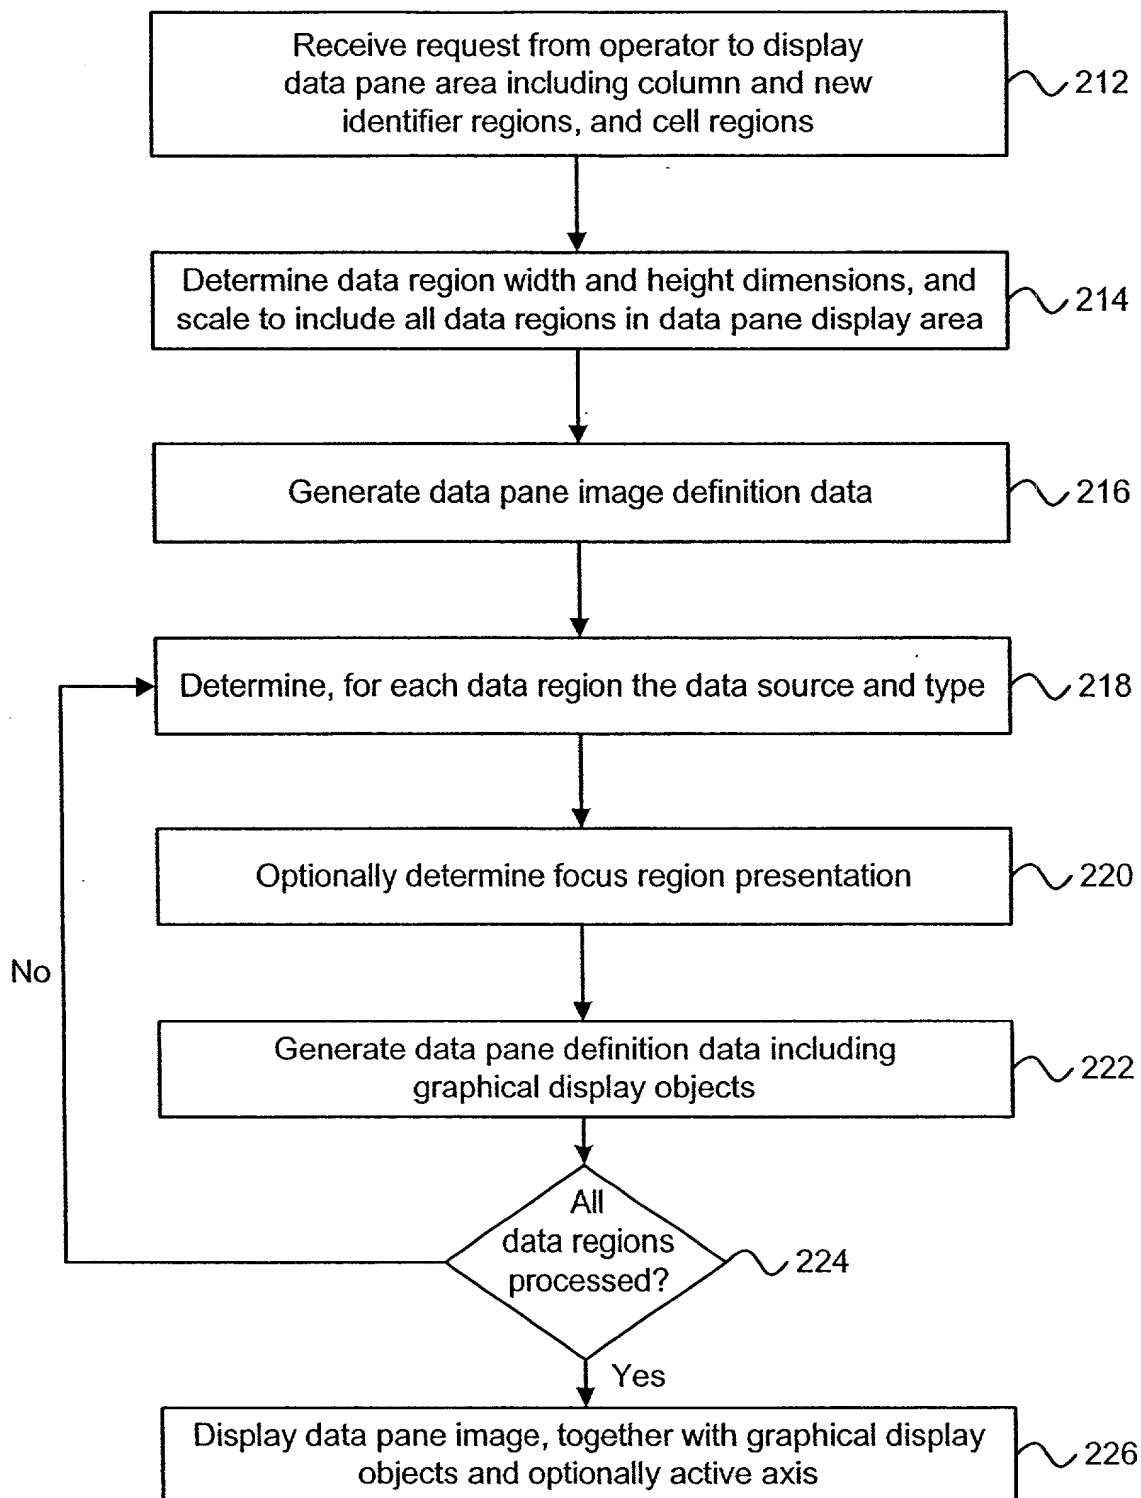 Receive request from operator to display
data pane area including column and new
identifier regions, and cell regions
212
Determine data region width and height dimensions, and
scale to include all data regions in data pane display area
214
Generate data pane image definition data
216
Determine, for each data region the data source and type
218
Optionally determine focus region presentation
220
No
Generate data pane definition data including
graphical display objects
222
All
data regions
processed?
224
Yes
Display data pane image, together with graphical display
objects and optionally active axis
226